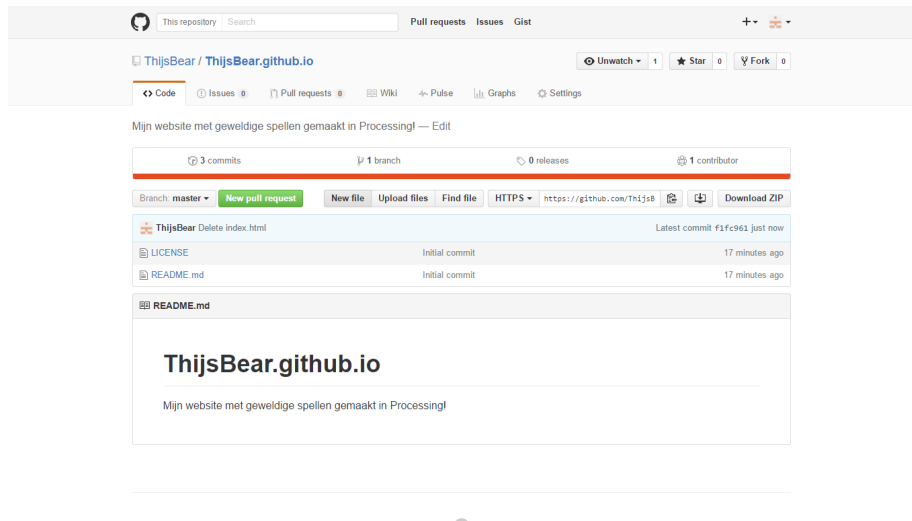 This repository Search Pull requests Issues Gist
ThijsBear / ThijsBear.github.io Unwatch 1 Star 0 Fork 0
Code Issues 0 Pull requests 0 Wiki Pulse Graphs Settings
Mijn website met geweldige spellen gemaakt in Processing! — Edit
3 commits 1 branch 0 releases 1 contributor
Branch: master New pull request New file Upload files Find file HTTPS https://github.com/ThijsB Download ZIP
ThijsBear Delete index.html Latest commit f1fc961 just now
LICENSE Initial commit 17 minutes ago
README.md Initial commit 17 minutes ago
README.md
ThijsBear.github.io
Mijn website met geweldige spellen gemaakt in Processing!